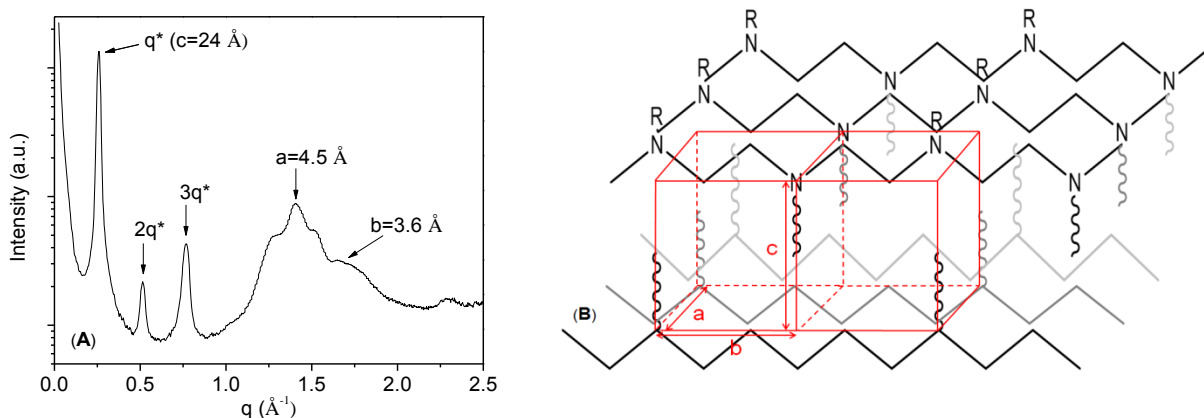 q* (c=24 Å)
a=4.5 Å
3q*
2q*
b=3.6 Å
Intensity (a.u.)
(A)
0.0 0.5 1.0 1.5 2.0 2.5
q (Å-1)
R R
N N
R N N R
N N
R N R N
N N
N N
c
a
b
(B)